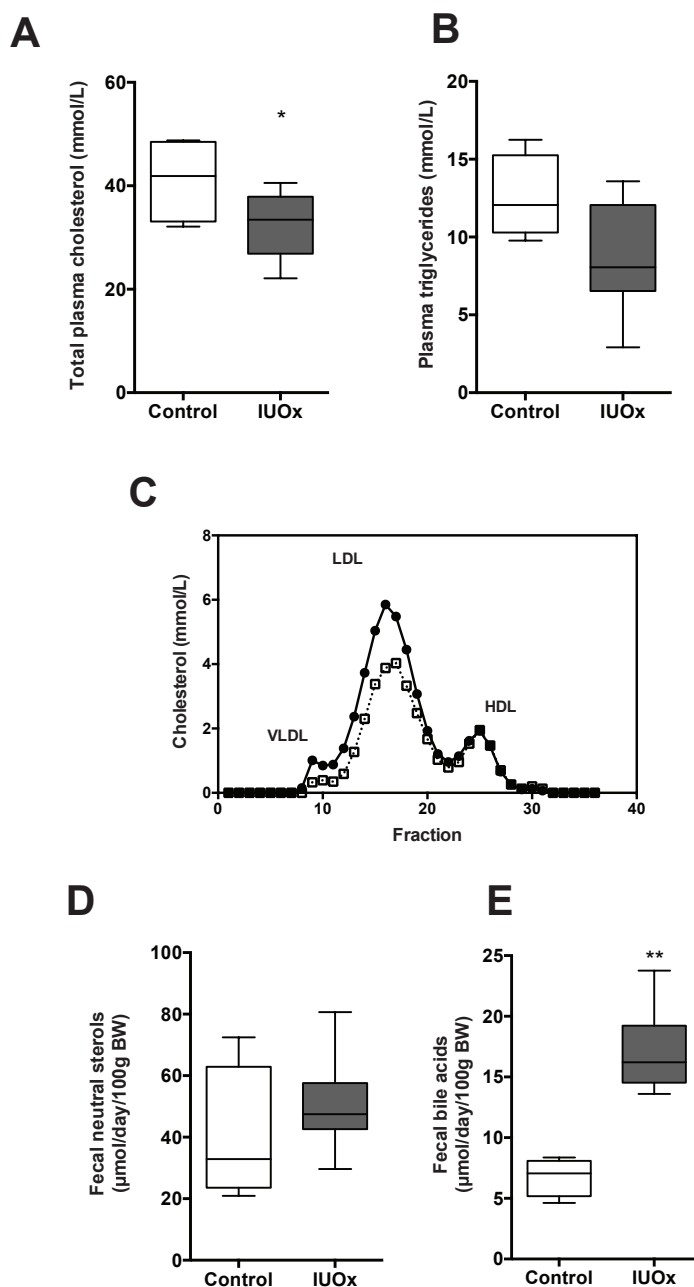 A
Total plasma cholesterol (mmol/L)
60
40
20
0
*
Control
IUOx
B
Plasma triglycerides (mmol/L)
20
15
10
5
0
Control
IUOx
C
Cholesterol (mmol/L)
8
6
4
2
0
LDL
VLDL
HDL
0
10
20
30
40
Fraction
D
Fecal neutral sterols
(µmol/day/100g BW)
100
80
60
40
20
0
Control
IUOx
E
Fecal bile acids
(µmol/day/100g BW)
25
20
15
10
5
0
**
Control
IUOx